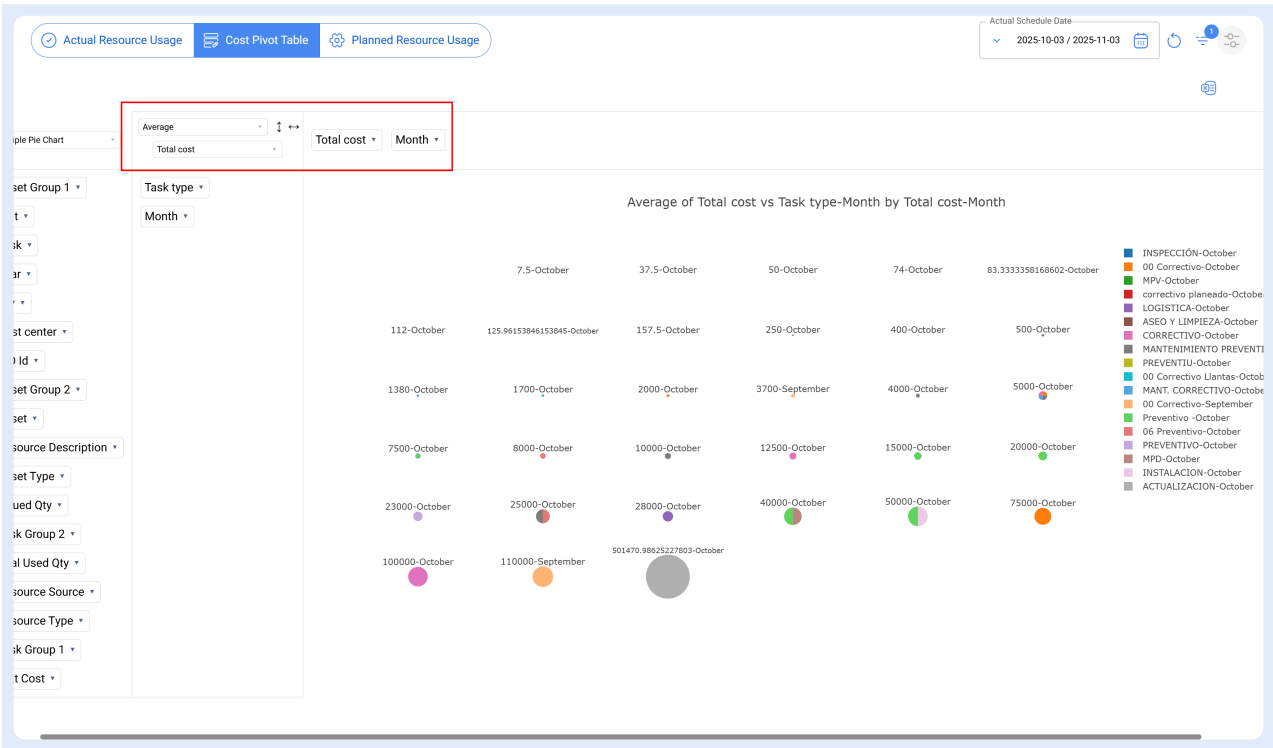 Actual Resource Usage
Cost Pivot Table
Planned Resource Usage
Actual Schedule Date
2025-10-03 / 2025-11-03
1
iple Pie Chart
Average
Total cost
Total cost
Month
set Group 1
t
sk
ar
st center
O Id
set Group 2
set
source Description
set Type
ued Qty
sk Group 2
al Used Qty
source Source
source Type
sk Group 1
t Cost
Task type
Month
Average of Total cost vs Task type-Month by Total cost-Month
7.5-October
37.5-October
50-October
74-October
83.3333358168602-October
112-October
125.96153846153845-October
157.5-October
250-October
400-October
500-October
1380-October
1700-October
2000-October
3700-September
4000-October
5000-October
7500-October
8000-October
10000-October
12500-October
15000-October
20000-October
23000-October
25000-October
28000-October
40000-October
50000-October
75000-October
100000-October
110000-September
501470.98625227803-October
INSPECCIÓN-October
00 Correctivo-October
MPV-October
correctivo planeado-October
LOGISTICA-October
ASEO Y LIMPIEZA-October
CORRECTIVO-October
MANTENIMIENTO PREVENTI
PREVENTIU-October
00 Correctivo Llantas-Octob
MANT. CORRECTIVO-Octobe
00 Correctivo-September
Preventivo -October
06 Preventivo-October
PREVENTIVO-October
MPD-October
INSTALACION-October
ACTUALIZACION-October